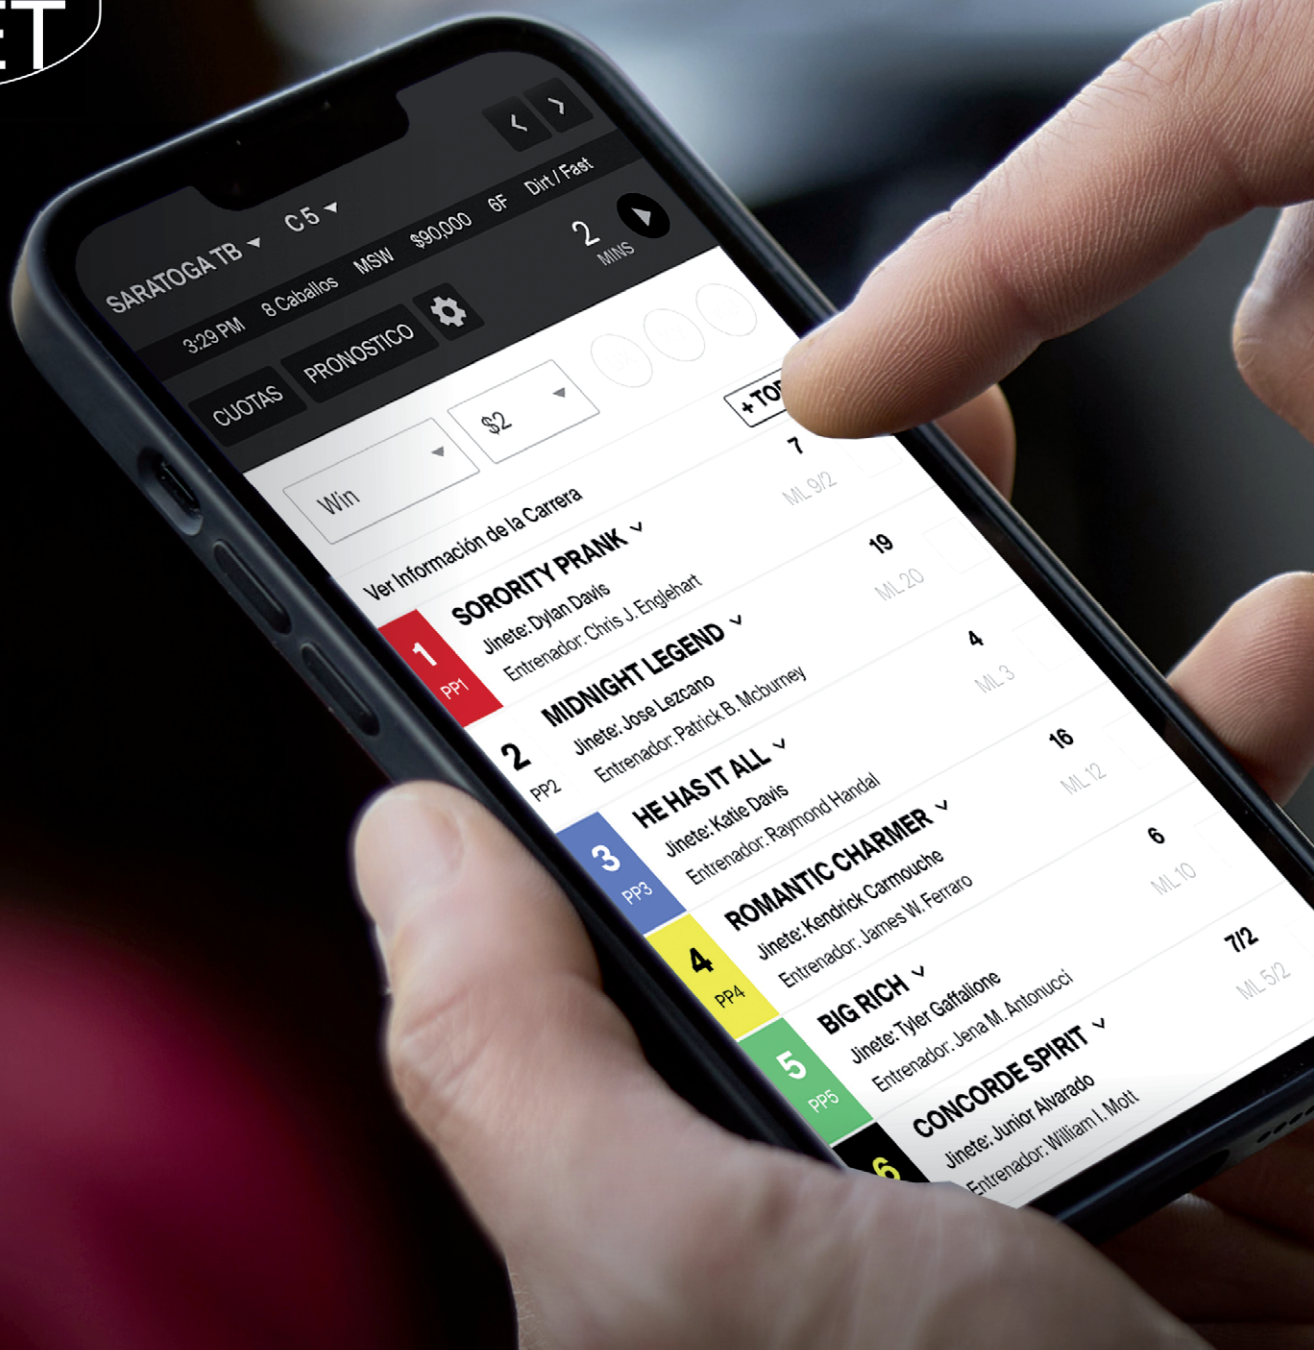 ET
SARATOGA TB C 5
3:29 PM 8 Caballos MSW $90,000 6F Dirt / Fast
CUOTAS PRONOSTICO 2 MINS
Win $2
Ver Información de la Carrera
1 PP1 SORORITY PRANK 7
Jinete: Dylan Davis ML 9/2
Entrenador: Chris J. Englehart
2 PP2 MIDNIGHT LEGEND 19
Jinete: Jose Lezcano ML 20
Entrenador: Patrick B. Mcburney
3 PP3 HE HAS IT ALL 4
Jinete: Katie Davis ML 3
Entrenador: Raymond Handal
4 PP4 ROMANTIC CHARMER 16
Jinete: Kendrick Carmouche ML 12
Entrenador: James W. Ferraro
5 PP5 BIG RICH 6
Jinete: Tyler Gaffalione ML 10
Entrenador: Jena M. Antonucci
6 CONCORDE SPIRIT 7/2
Jinete: Junior Alvarado ML 5/2
Entrenador: William I. Mott